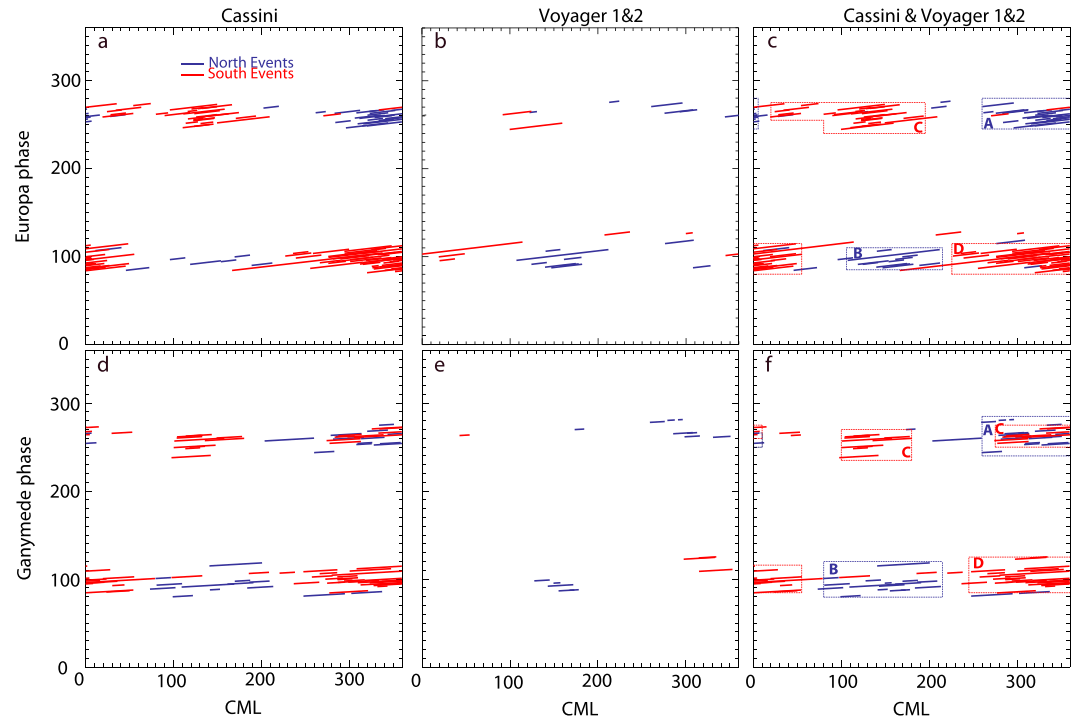 Cassini
Voyager 1&2
Cassini & Voyager 1&2
a
b
c
North Events
South Events
300
200
100
0
Europa phase
C
A
B
D
d
e
f
300
200
100
0
Ganymede phase
A
C
C
B
D
0 100 200 300
0 100 200 300
0 100 200 300
CML
CML
CML